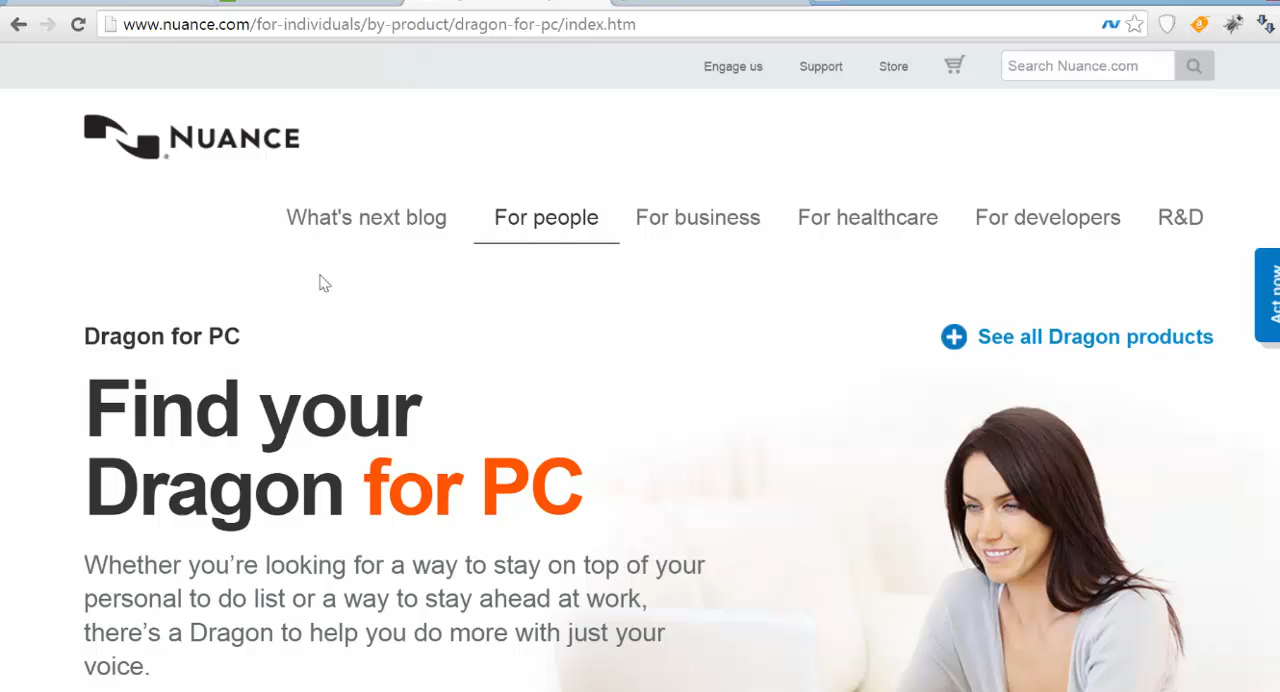 www.nuance.com/for-individuals/by-product/dragon-for-pc/index.htm
Engage us Support Store Search Nuance.com
NUANCE
What's next blog For people For business For healthcare For developers R&D
Act now
Dragon for PC See all Dragon products
Find your
Dragon for PC
Whether you’re looking for a way to stay on top of your
personal to do list or a way to stay ahead at work,
there’s a Dragon to help you do more with just your
voice.